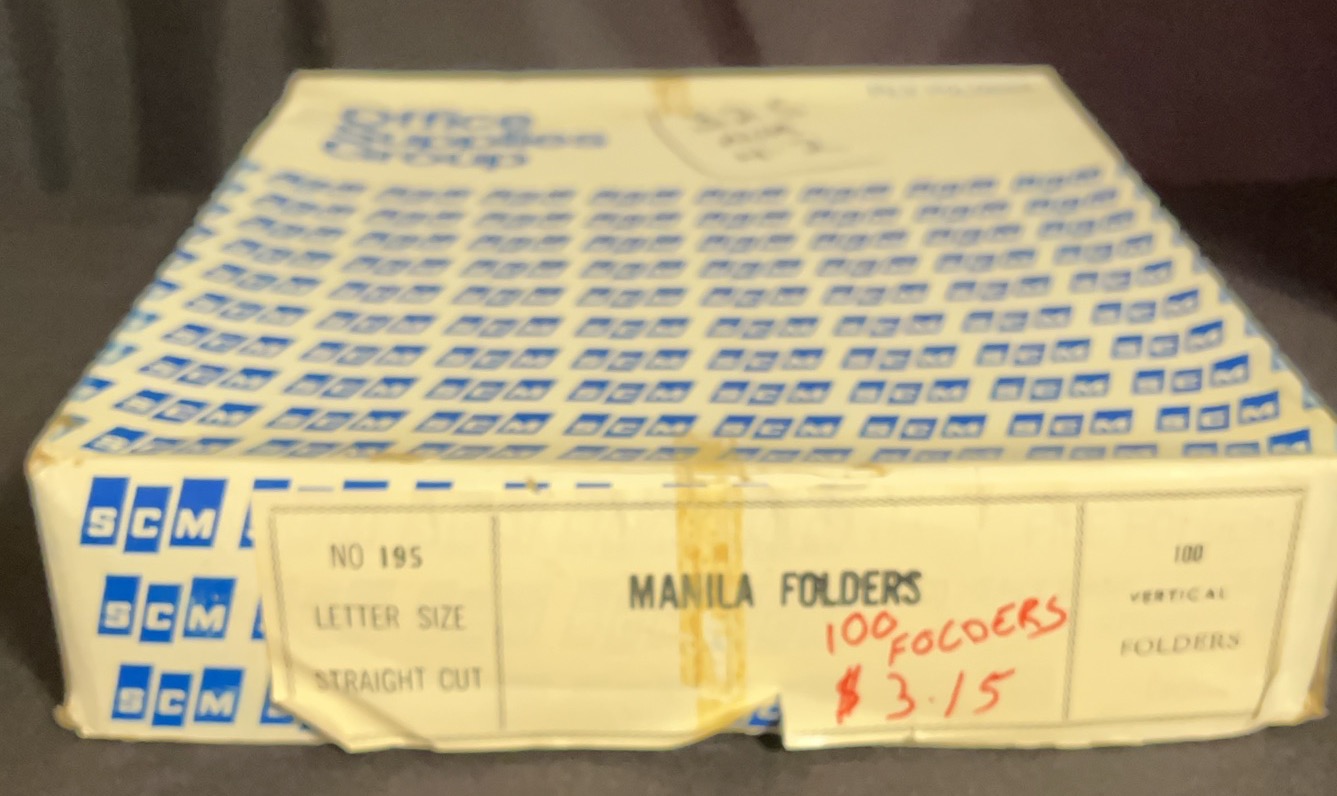 Office
Supplies
Group
SCM
SCM
SCM
NO 195
LETTER SIZE
STRAIGHT CUT
MANILA FOLDERS
100 FOLDERS
$3.15
100
VERTICAL
FOLDERS